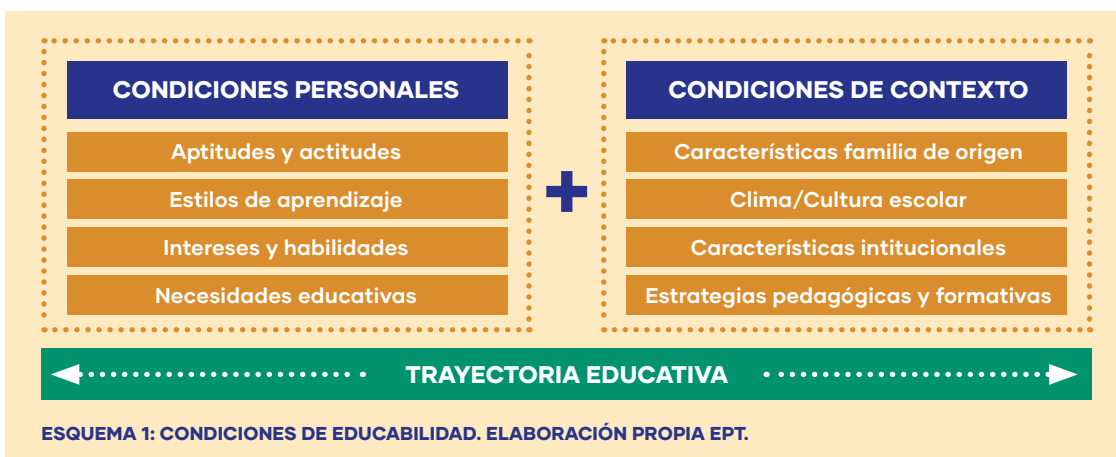 CONDICIONES PERSONALES
Aptitudes y actitudes
Estilos de aprendizaje
Intereses y habilidades
Necesidades educativas
+
CONDICIONES DE CONTEXTO
Características familia de origen
Clima/Cultura escolar
Características intitucionales
Estrategias pedagógicas y formativas
TRAYECTORIA EDUCATIVA
ESQUEMA 1: CONDICIONES DE EDUCABILIDAD. ELABORACIÓN PROPIA EPT.